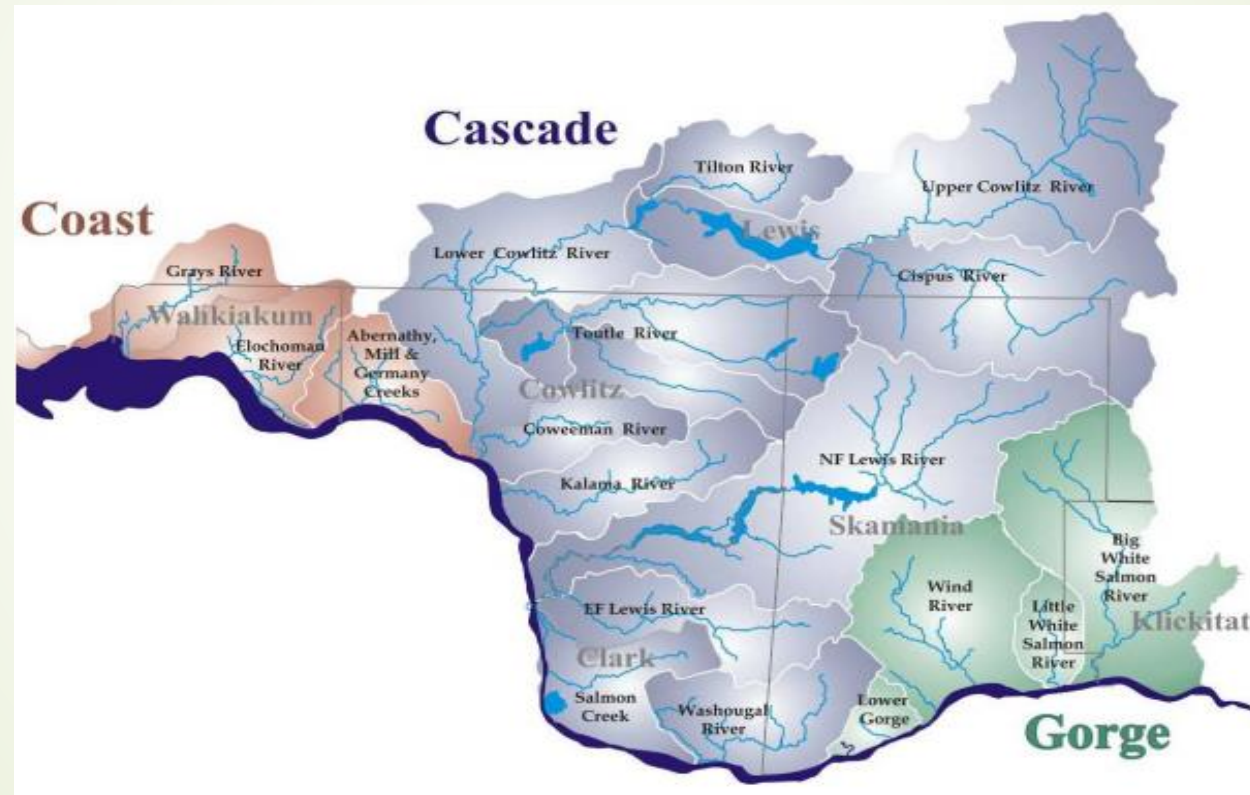 Cascade
Coast
Tilton River
Upper Cowlitz River
Lewis
Grays River
Lower Cowlitz River
Cispus River
Walikiakum
Elochoman
River
Abernathy,
Mill &
Germany
Creeks
Toutle River
Cowlitz
Coweeman River
Kalama River
NF Lewis River
Skamania
Big
White
Salmon
River
Wind
River
Little
White
Salmon
River
Klickitat
EF Lewis River
Clark
Salmon
Creek
Washougal
River
Lower
Gorge
Gorge